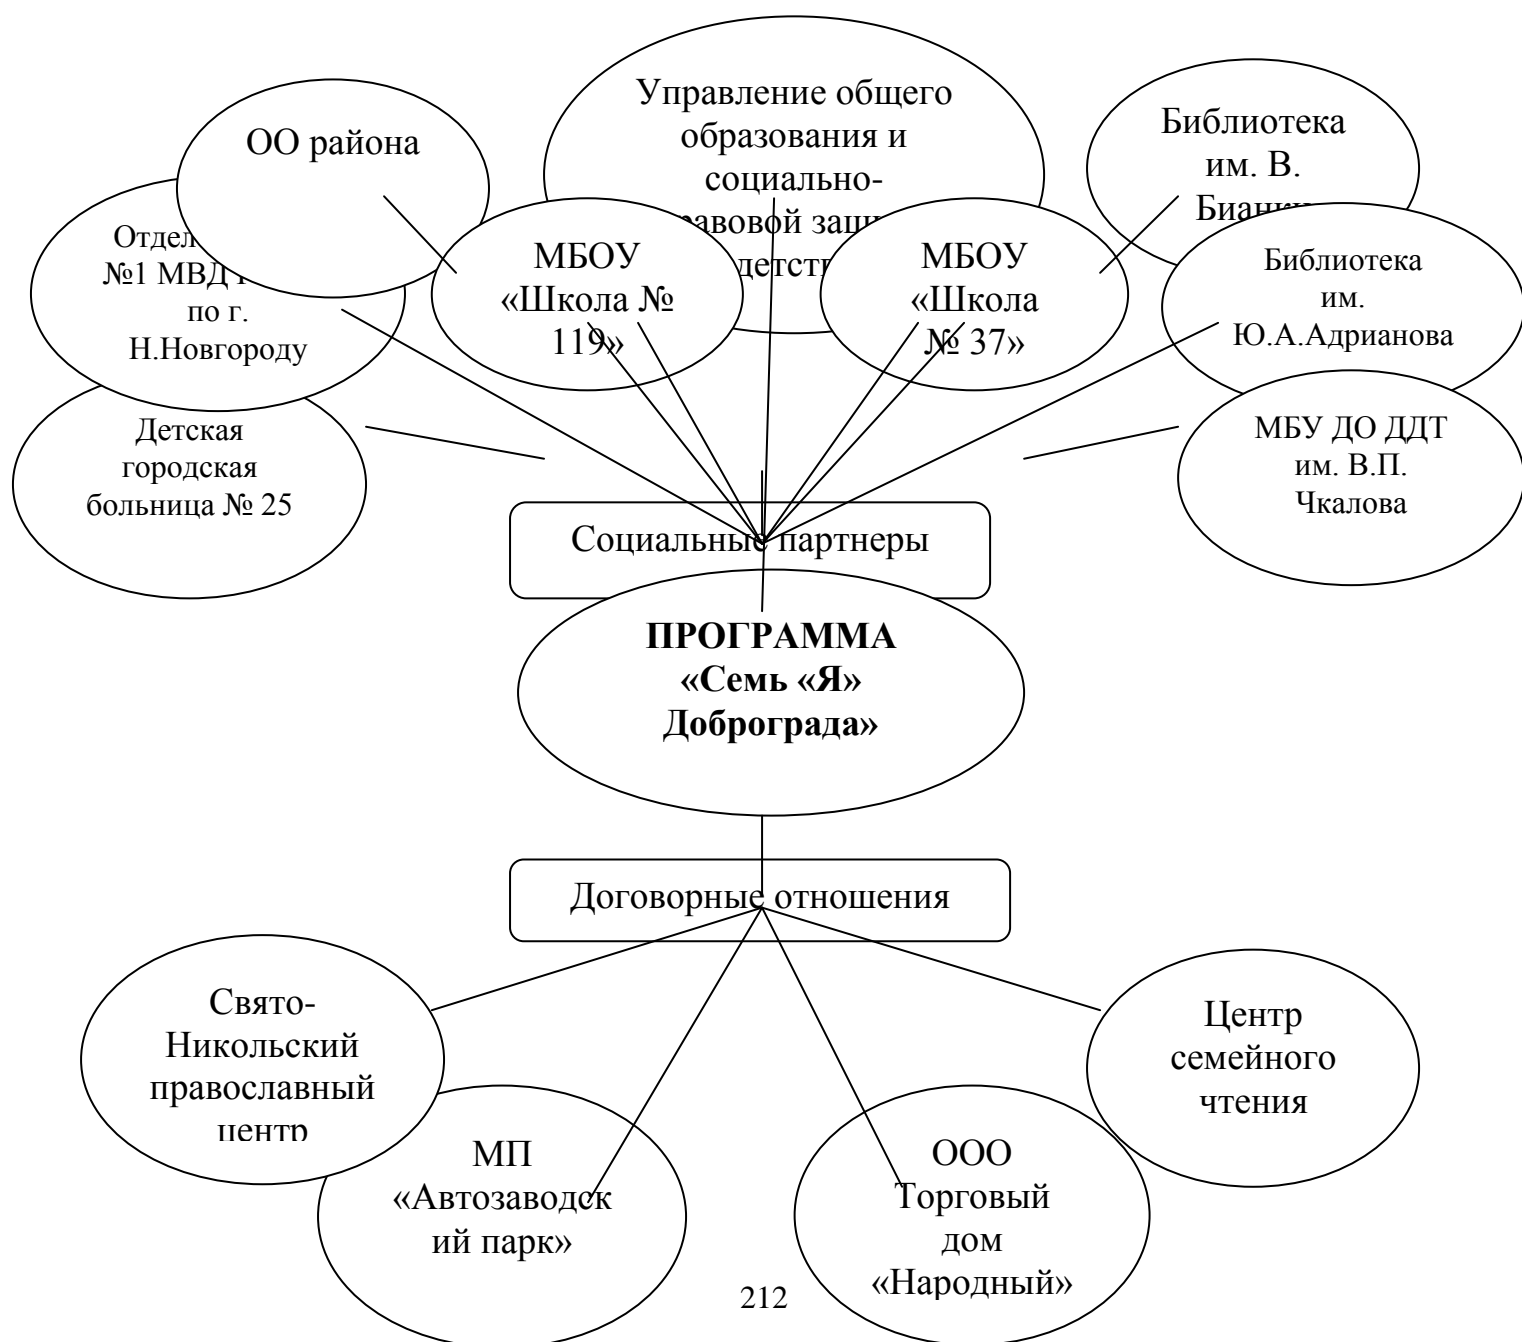 Управление общего
образования и
социально-
защ
детст
ОО района
Библиотека
им. В.
Отдел
№1 МВД
по г.
Н.Новгороду
МБОУ
«Школа №
119»
МБОУ
«Школа
№ 37»
Библиотека
им.
Ю.А.Адрианова
Детская
городская
больница № 25
МБУ ДО ДДТ
им. В.П.
Чкалова
Социальные партнеры
ПРОГРАММА
«Семь «Я»
Доброграда»
Договорные отношения
Свято-
Никольский
православный
центр
МП
«Автозаводск
ий парк»
ООО
Торговый
дом
«Народный»
Центр
семейного
чтения
212